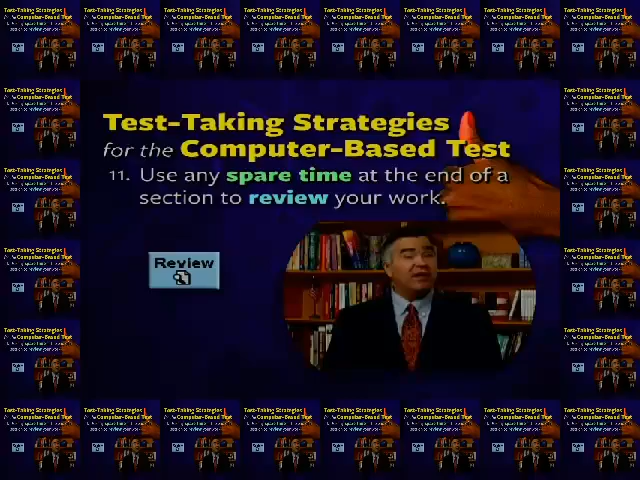 Test-Taking Strategies
for the Computer-Based Test
11. Use any spare time at the end of a
section to review your work.
Review